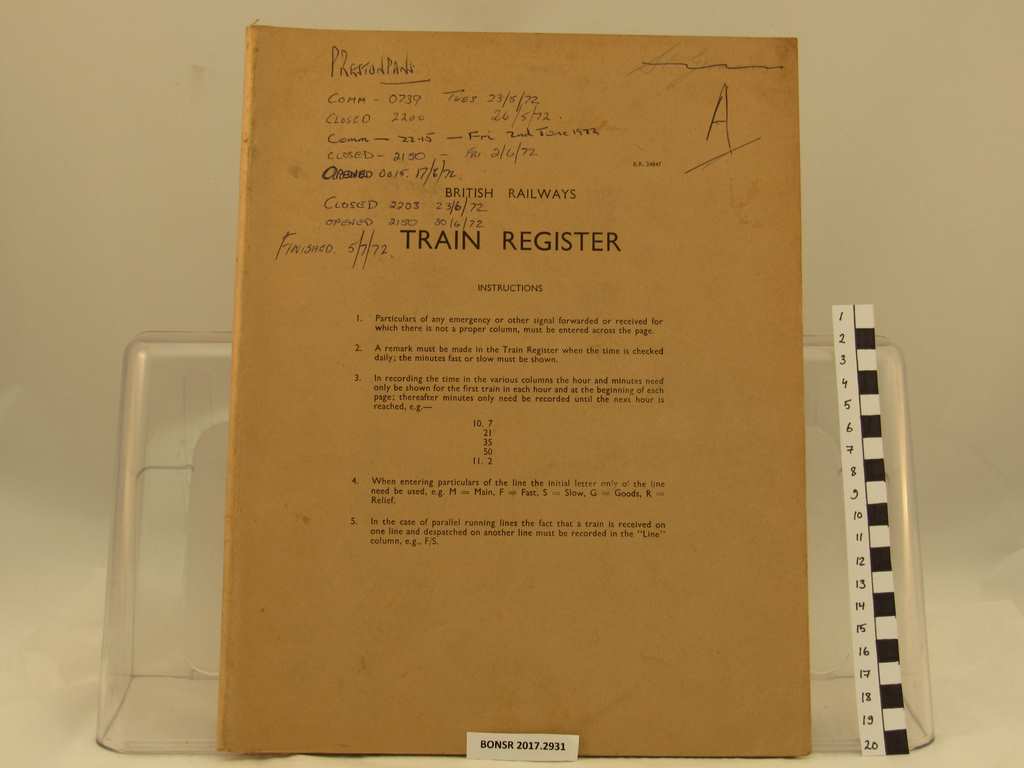 PRESTONPANS
COMM - 0739 TUES 23/5/72
CLOSED 2200 26/5/72.
Comm — 2215 — Fri 2nd June 1972
CLOSED - 2150 - FRI 2/6/72
OPENED 0015. 17/6/72.
CLOSED 2203 23/6/72
OPENED 2150 30/6/72
FINISHED. 5/7/72.
A
BRITISH RAILWAYS
TRAIN REGISTER
INSTRUCTIONS
1. Particulars of any emergency or other signal forwarded or received for
which there is not a proper column, must be entered across the page.
2. A remark must be made in the Train Register when the time is checked
daily; the minutes fast or slow must be shown.
3. In recording the time in the various columns the hour and minutes need
only be shown for the first train in each hour and at the beginning of each
page; thereafter minutes only need be recorded until the next hour is
reached, e.g.—
10. 7
21
35
50
11. 2
4. When entering particulars of the line the initial letter only of the line
need be used, e.g. M = Main, F = Fast, S = Slow, G = Goods, R =
Relief.
5. In the case of parallel running lines the fact that a train is received on
one line and despatched on another line must be recorded in the "Line"
column, e.g., F/S.
BONSR 2017.2931
1
2
3
4
5
6
7
8
9
10
11
12
13
14
15
16
17
18
19
20